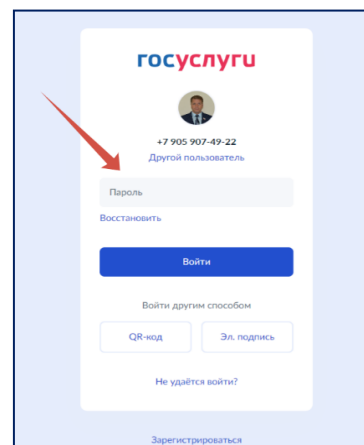 госуслуги
+7 905 907-49-22
Другой пользователь
Пароль
Восстановить
Войти
Войти другим способом
QR-код
Эл. подпись
Не удаётся войти?
Зарегистрироваться